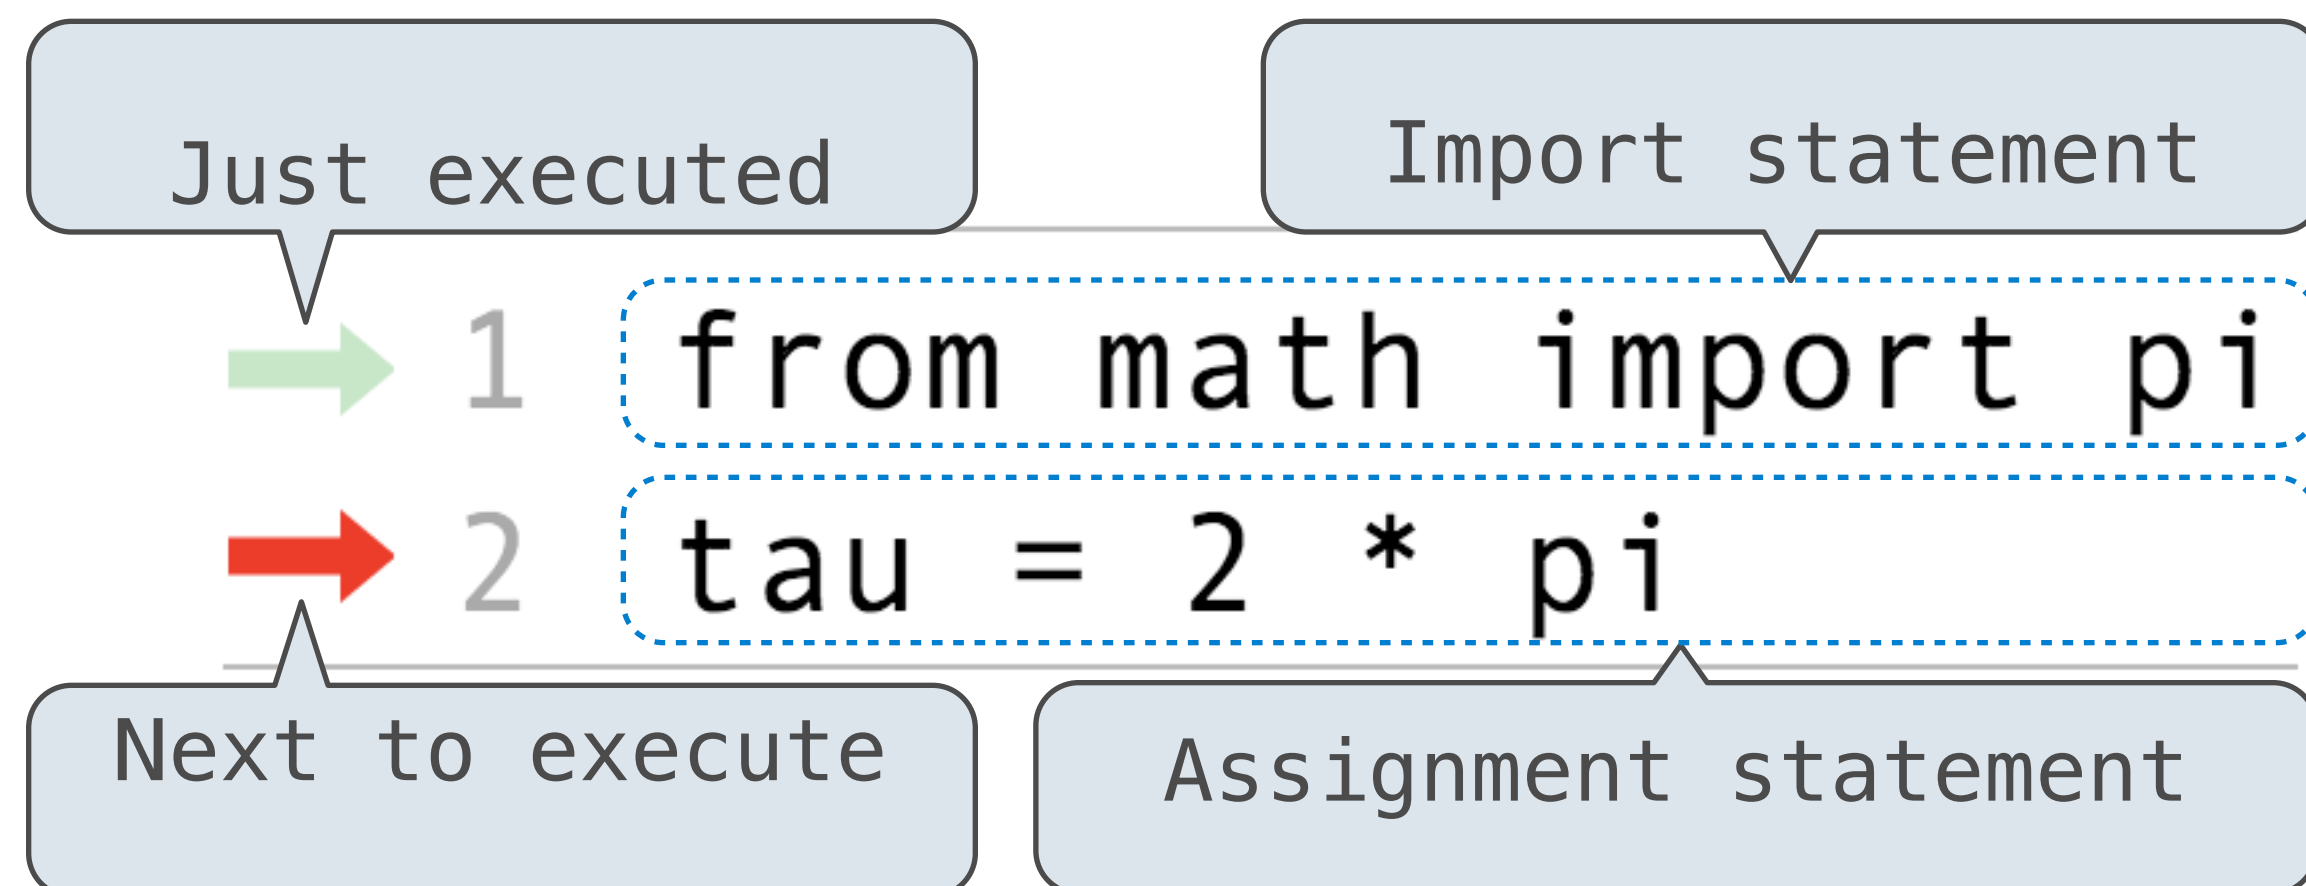 Just executed
Import statement
1 from math import pi
2 tau = 2 * pi
Next to execute
Assignment statement